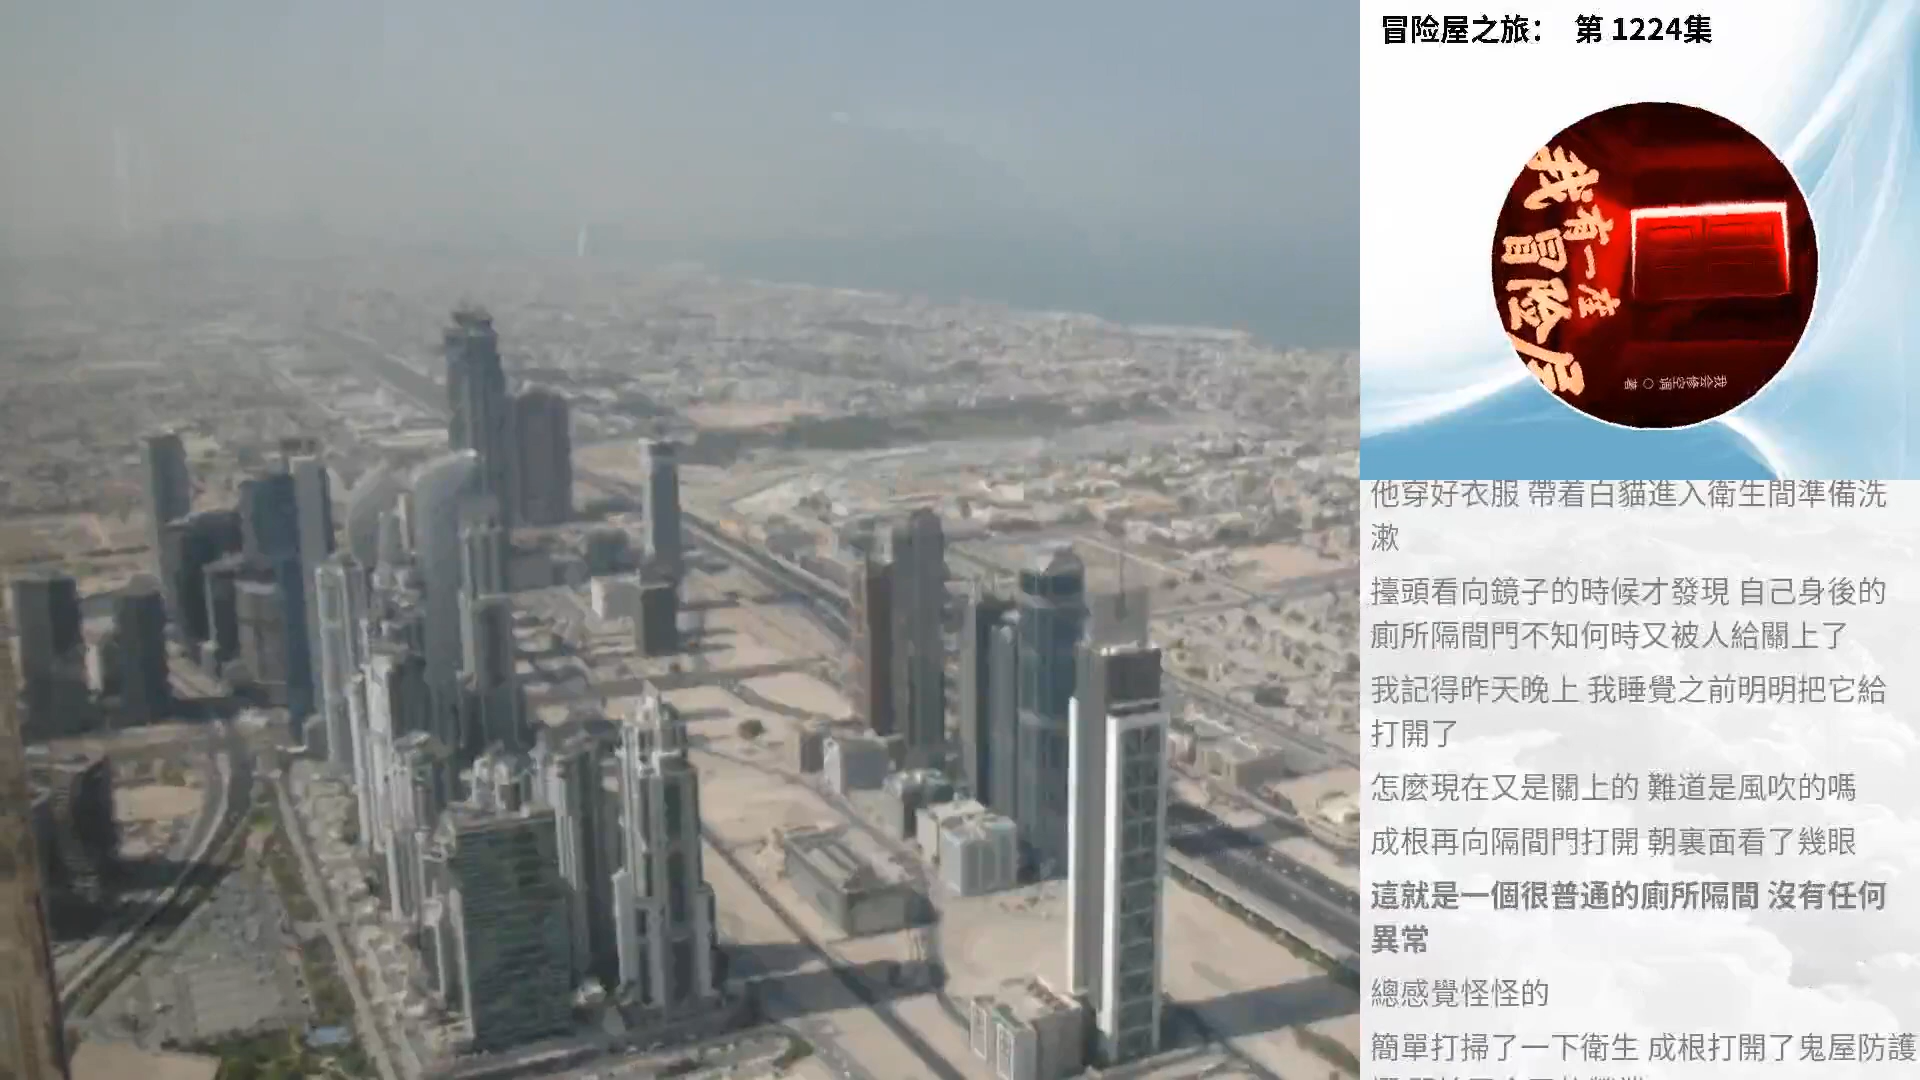 冒险屋之旅： 第 1224集
我有一座
冒险屋
我会修空调 〇 著
他穿好衣服 帶着白貓進入衛生間準備洗
漱
擡頭看向鏡子的時候才發現 自己身後的
廁所隔間門不知何時又被人給關上了
我記得昨天晚上 我睡覺之前明明把它給
打開了
怎麼現在又是關上的 難道是風吹的嗎
成根再向隔間門打開 朝裏面看了幾眼
這就是一個很普通的廁所隔間 沒有任何
異常
總感覺怪怪的
簡單打掃了一下衛生 成根打開了鬼屋防護